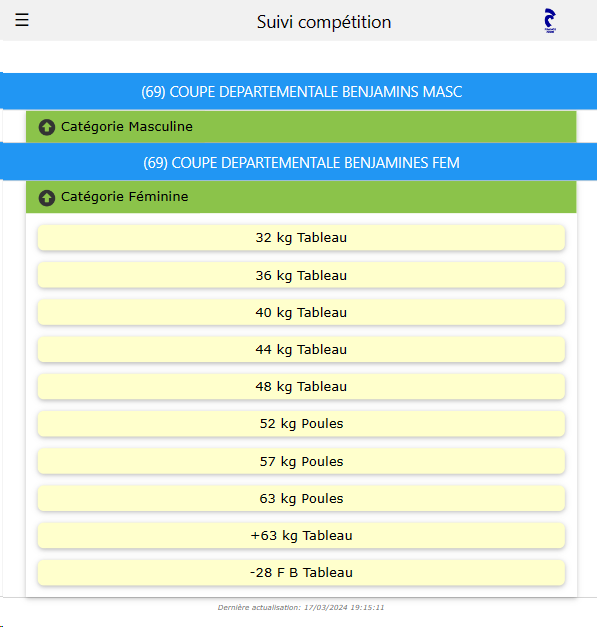 ☰ Suivi compétition
(69) COUPE DEPARTEMENTALE BENJAMINS MASC
Catégorie Masculine
(69) COUPE DEPARTEMENTALE BENJAMINES FEM
Catégorie Féminine
32 kg Tableau
36 kg Tableau
40 kg Tableau
44 kg Tableau
48 kg Tableau
52 kg Poules
57 kg Poules
63 kg Poules
+63 kg Tableau
-28 F B Tableau
Dernière actualisation: 17/03/2024 19:15:11